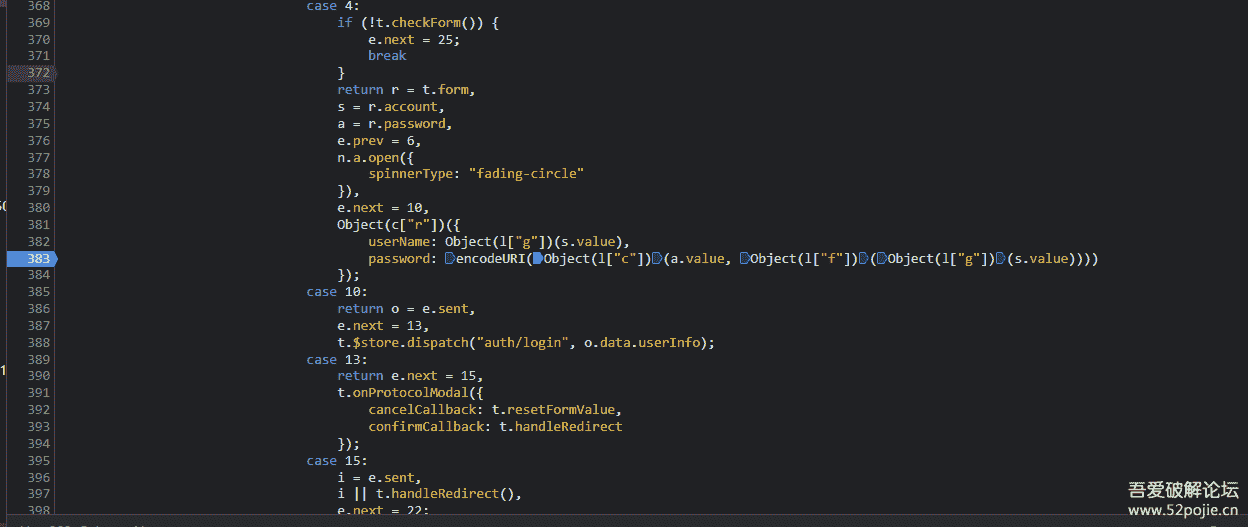 368 case 4:
369 if (!t.checkForm()) {
370 e.next = 25;
371 break
372 }
373 return r = t.form,
374 s = r.account,
375 a = r.password,
376 e.prev = 6,
377 n.a.open({
378 spinnerType: "fading-circle"
379 }),
380 e.next = 10,
381 Object(c["r"])({
382 userName: Object(l["g"])(s.value),
383 password: encodeURI(Object(l["c"])(a.value, Object(l["f"])(Object(l["g"])(s.value))))
384 });
385 case 10:
386 return o = e.sent,
387 e.next = 13,
388 t.$store.dispatch("auth/login", o.data.userInfo);
389 case 13:
390 return e.next = 15,
391 t.onProtocolModal({
392 cancelCallback: t.resetFormValue,
393 confirmCallback: t.handleRedirect
394 });
395 case 15:
396 i = e.sent,
397 i || t.handleRedirect(),
398 e.next = 22;
吾爱破解论坛
www.52pojie.cn